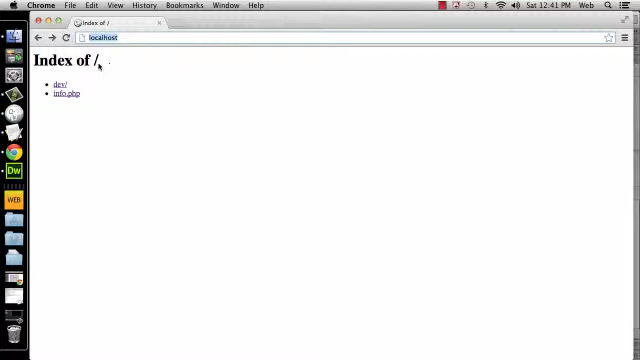 Chrome File Edit View History Bookmarks Window Help Sat 12:41 PM
Index of /
localhost
Index of /
dev/
info.php
Dw
WEB